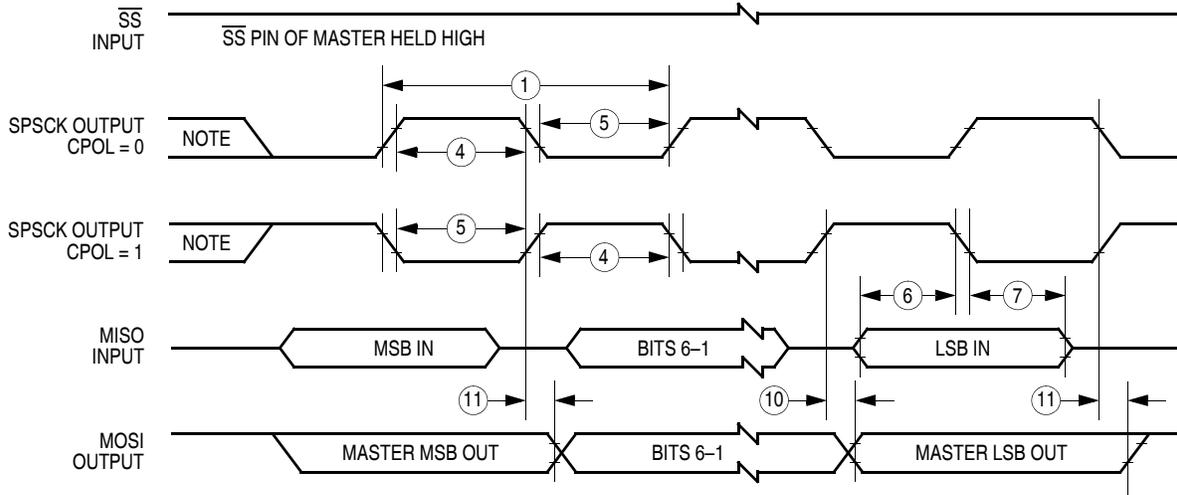 SS
INPUT
SS PIN OF MASTER HELD HIGH
1
SPSCK OUTPUT
CPOL = 0
NOTE
5
4
SPSCK OUTPUT
CPOL = 1
NOTE
5
4
6
7
MISO
INPUT
MSB IN
BITS 6–1
LSB IN
11
10
11
MOSI
OUTPUT
MASTER MSB OUT
BITS 6–1
MASTER LSB OUT